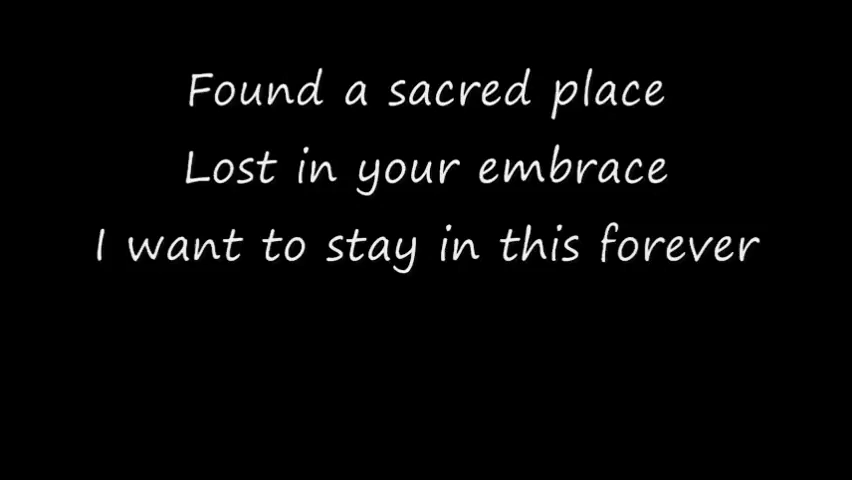 Found a sacred place
Lost in your embrace
I want to stay in this forever